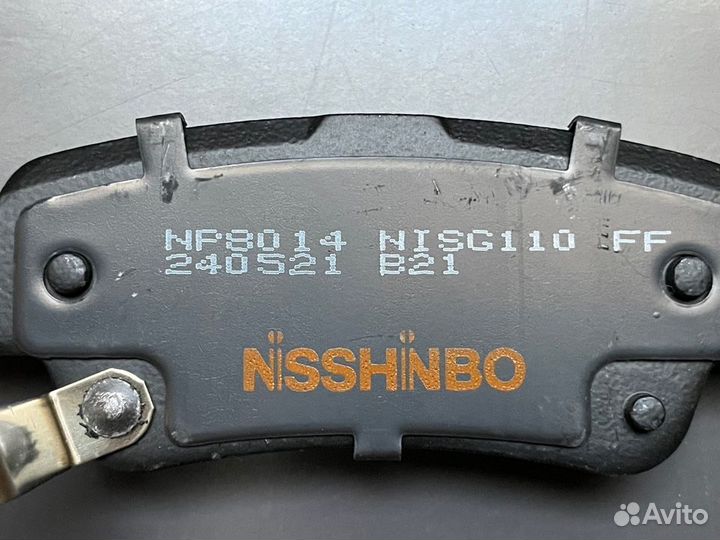 NP8014 NISG110 FF
240521 B21
NISSHINBO
Avito